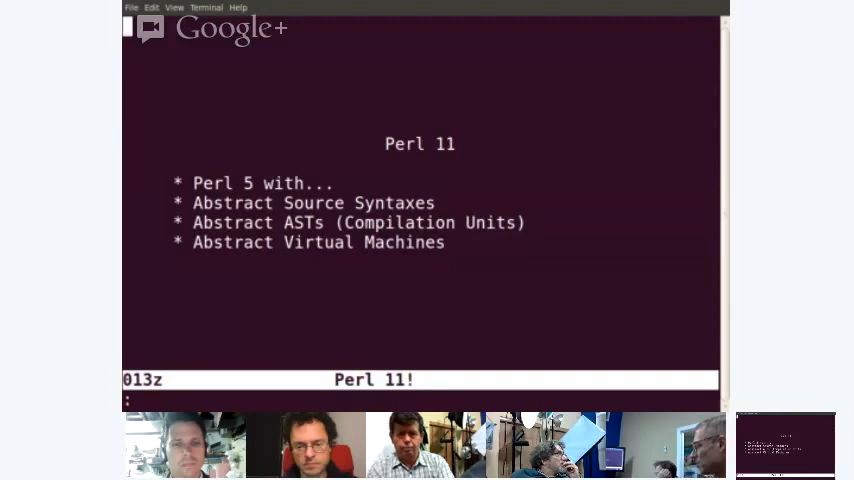 File Edit View Terminal Help
Google+
Perl 11
* Perl 5 with...
* Abstract Source Syntaxes
* Abstract ASTs (Compilation Units)
* Abstract Virtual Machines
013z Perl 11!
: